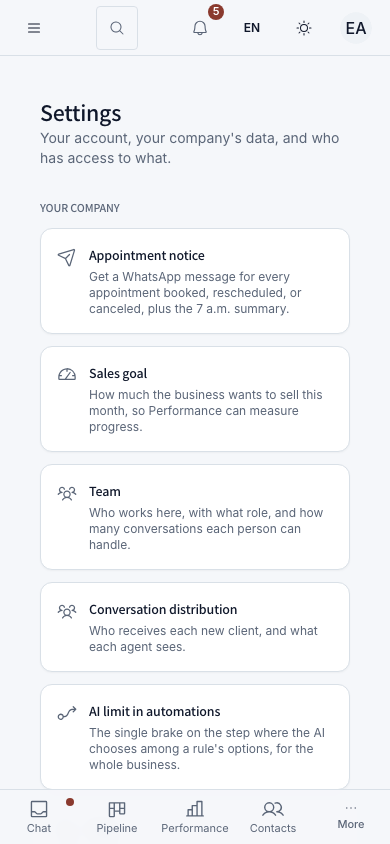 5
EN
EA
Settings
Your account, your company's data, and who
has access to what.
YOUR COMPANY
Appointment notice
Get a WhatsApp message for every
appointment booked, rescheduled, or
canceled, plus the 7 a.m. summary.
Sales goal
How much the business wants to sell this
month, so Performance can measure
progress.
Team
Who works here, with what role, and how
many conversations each person can
handle.
Conversation distribution
Who receives each new client, and what
each agent sees.
AI limit in automations
The single brake on the step where the AI
chooses among a rule's options, for the
whole business.
Chat
Pipeline
Performance
Contacts
More